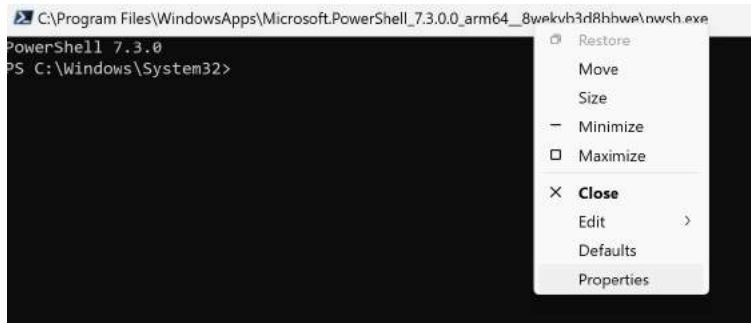 C:\Program Files\WindowsApps\Microsoft.PowerShell_7.3.0.0_arm64__8wekyb3d8bbwe\pwsh.exe
PowerShell 7.3.0
PS C:\Windows\System32>
Restore
Move
Size
Minimize
Maximize
Close
Edit
Defaults
Properties